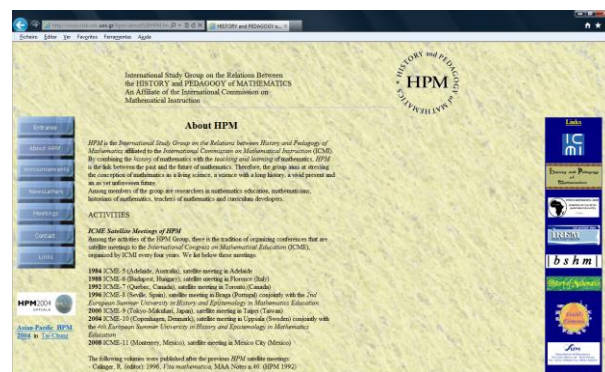 HISTORY and PEDAGOGY o...
Ficheiro Editar Ver Favoritos Ferramentas Ajuda
International Study Group on the Relations Between
the HISTORY and PEDAGOGY of MATHEMATICS
An Affiliate of the International Commission on
Mathematical Instruction
HISTORY and PEDAGOGY of MATHEMATICS
HPM
Entrance
About HPM
Announcements
Newsletters
Meetings
Contact
Links
HPM2004
UPPSALA
Asian-Pacific HPM
2004 in Tai-Chung
About HPM
HPM is the International Study Group on the Relations between History and Pedagogy of
Mathematics affiliated to the International Commission on Mathematical Instruction (ICMI).
By combining the history of mathematics with the teaching and learning of mathematics, HPM
is the link between the past and the future of mathematics. Therefore, the group aims at stressing
the conception of mathematics as a living science, a science with a long history, a vivid present and
an as yet unforeseen future.
Among members of the group are researchers in mathematics education, mathematicians,
historians of mathematics, teachers of mathematics and curriculum developers.
ACTIVITIES
ICME Satellite Meetings of HPM
Among the activities of the HPM Group, there is the tradition of organizing conferences that are
satellite meetings to the International Congress on Mathematical Education (ICME),
organized by ICMI every four years. We list below these meetings:
1984 ICME-5 (Adelaide, Australia), satellite meeting in Adelaide
1988 ICME-6 (Budapest, Hungary), satellite meeting in Florence (Italy)
1992 ICME-7 (Quebec, Canada), satellite meeting in Toronto (Canada)
1996 ICME-8 (Seville, Spain), satellite meeting in Braga (Portugal) conjointly with the 2nd
European Summer University in History and Epistemology in Mathematics Education
2000 ICME-9 (Tokyo-Makuhari, Japan), satellite meeting in Taipei (Taiwan)
2004 ICME-10 (Copenhagen, Denmark), satellite meeting in Uppsala (Sweden) conjointly with
the 4th European Summer University in History and Epistemology in Mathematics
Education
2008 ICME-11 (Monterey, Mexico), satellite meeting in Mexico City (Mexico)
The following volumes were published after the previous HPM satellite meetings:
- Calinger, R. (editor): 1996, Vita mathematica, MAA Notes n.40. (HPM 1992)
Links
IC
MI
History and Pedagogy
of
Mathematics
IREM
b s h m
History of Mathematics